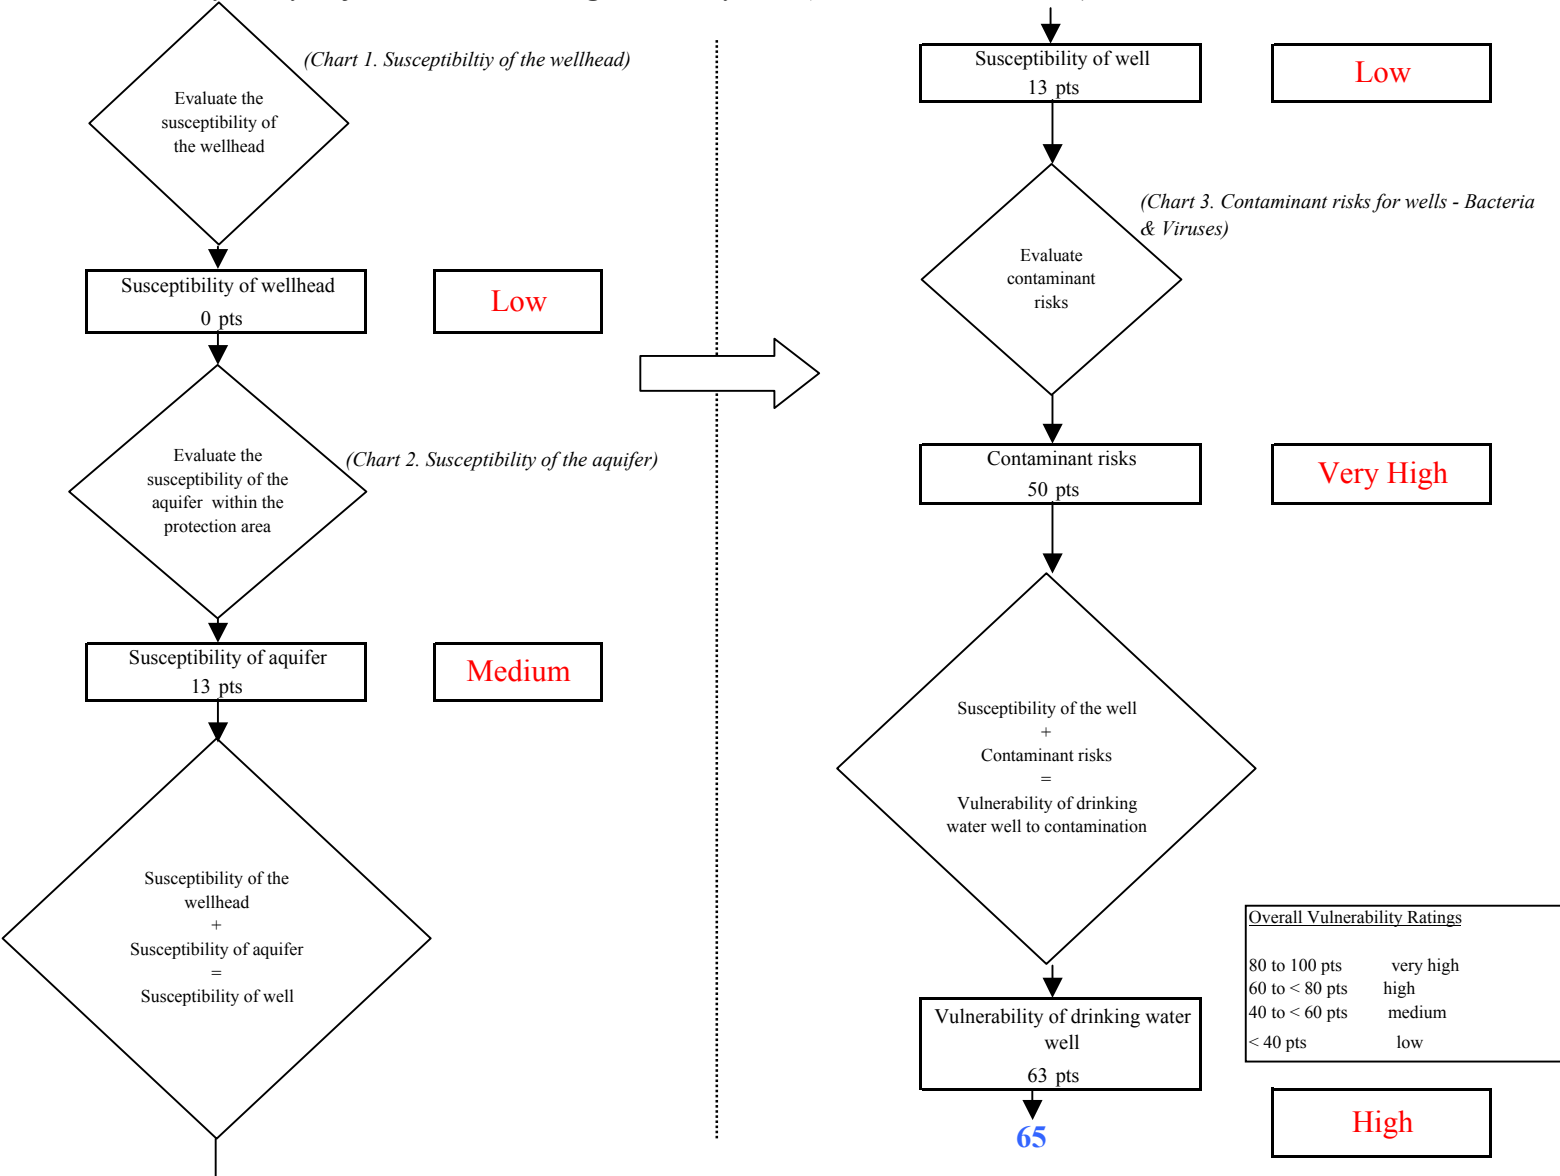 (Chart 1. Susceptibiltiy of the wellhead)
Evaluate the
susceptibility of
the wellhead
Susceptibility of wellhead
0 pts
Low
Evaluate the
susceptibility of the
aquifer within the
protection area
(Chart 2. Susceptibility of the aquifer)
Susceptibility of aquifer
13 pts
Medium
Susceptibility of the
wellhead
+
Susceptibility of aquifer
=
Susceptibility of well
Susceptibility of well
13 pts
Low
(Chart 3. Contaminant risks for wells - Bacteria
& Viruses)
Evaluate
contaminant
risks
Contaminant risks
50 pts
Very High
Susceptibility of the well
+
Contaminant risks
=
Vulnerability of drinking
water well to contamination
Overall Vulnerability Ratings
80 to 100 pts very high
60 to < 80 pts high
40 to < 60 pts medium
< 40 pts low
Vulnerability of drinking water
well
63 pts
65
High